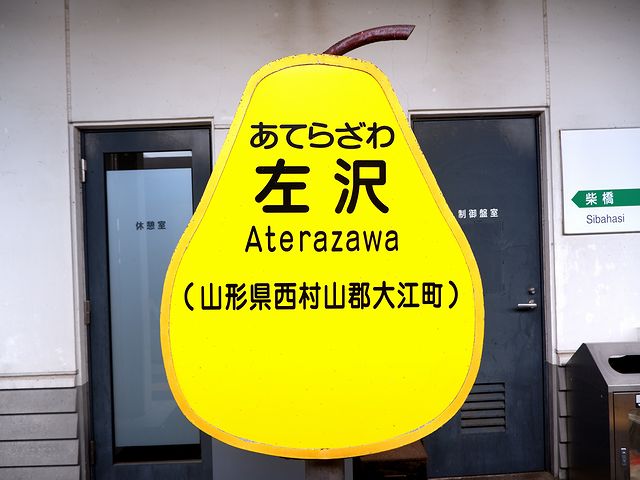 あてらざわ
左沢
Aterazawa
(山形県西村山郡大江町)
休憩室
制御盤室
柴橋
Sibahasi